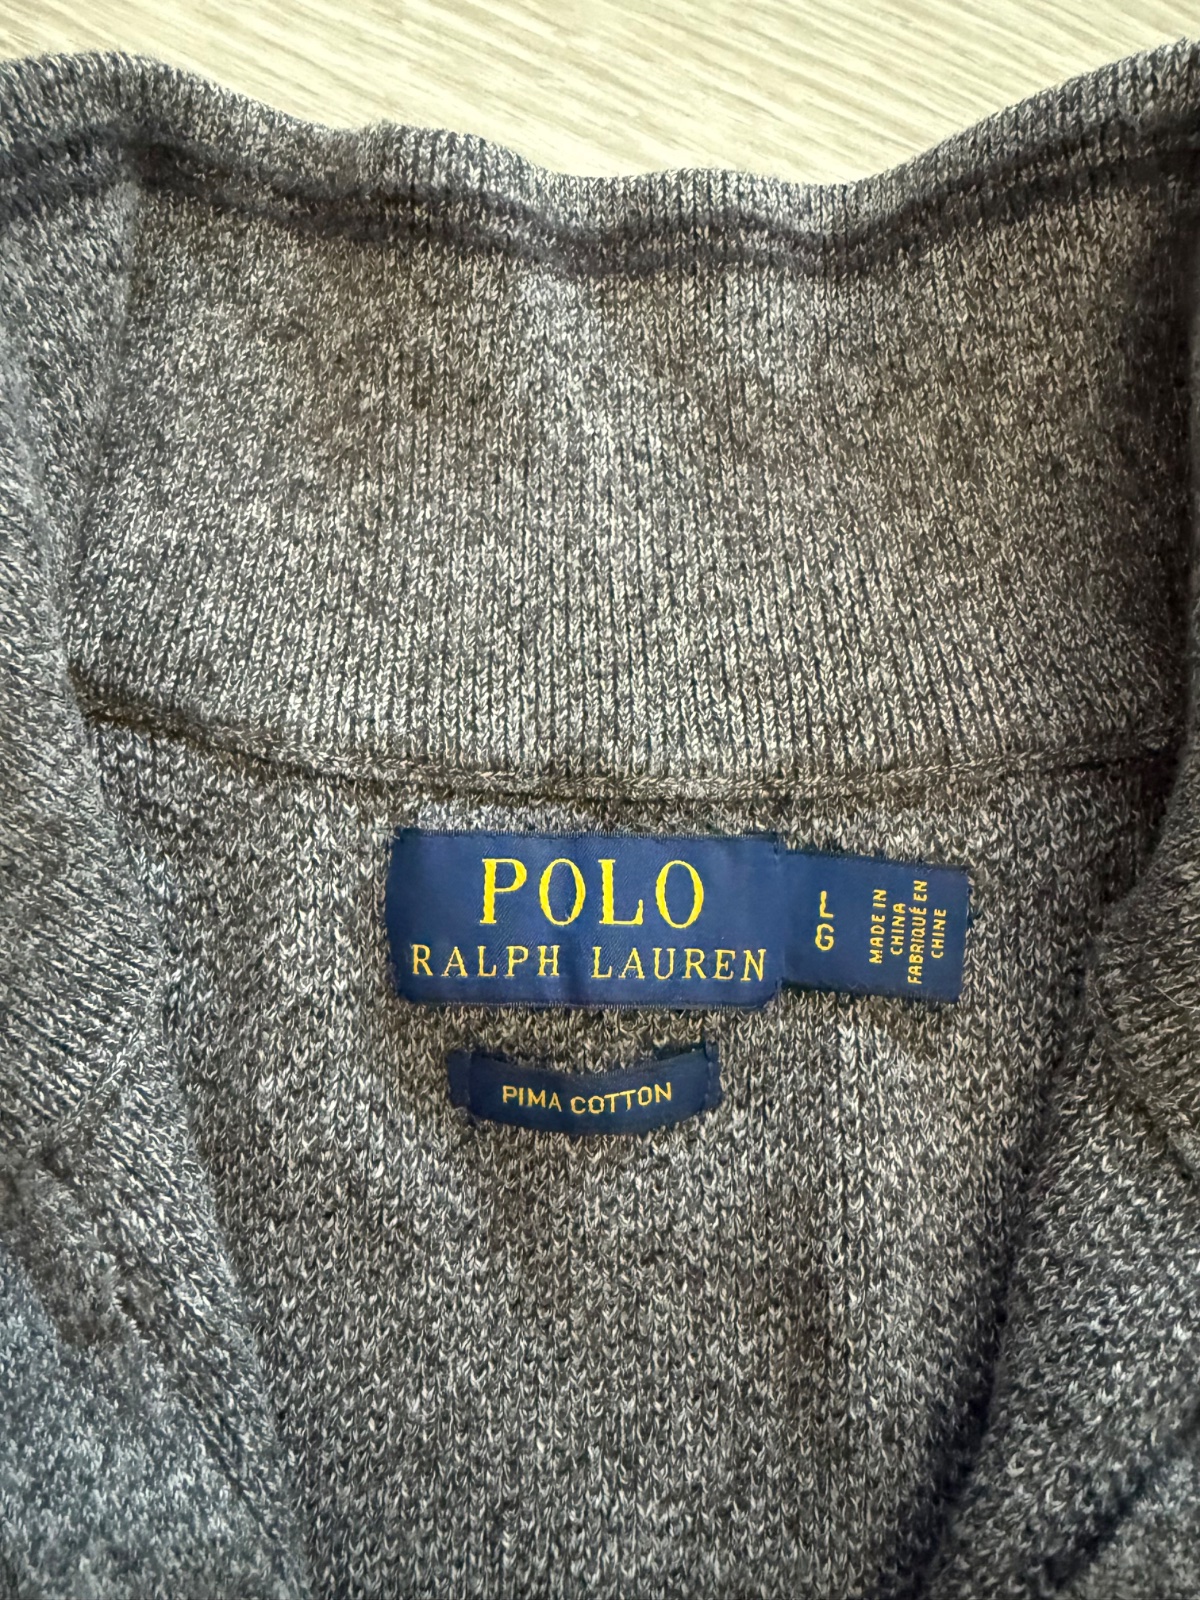 POLO
RALPH LAUREN
L
G
MADE IN
CHINA
FABRIQUÉ EN
CHINE
PIMA COTTON